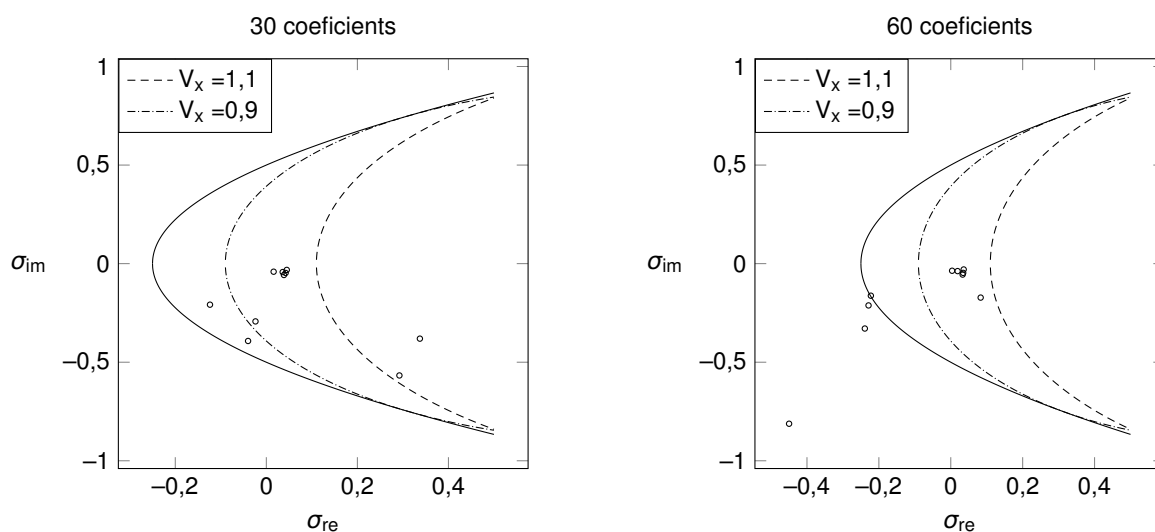 30 coeficients
V_x =1,1
V_x =0,9
1
0,5
0
–0,5
–1
σ_im
–0,2 0 0,2 0,4
σ_re
60 coeficients
V_x =1,1
V_x =0,9
1
0,5
0
–0,5
–1
σ_im
–0,4 –0,2 0 0,2 0,4
σ_re